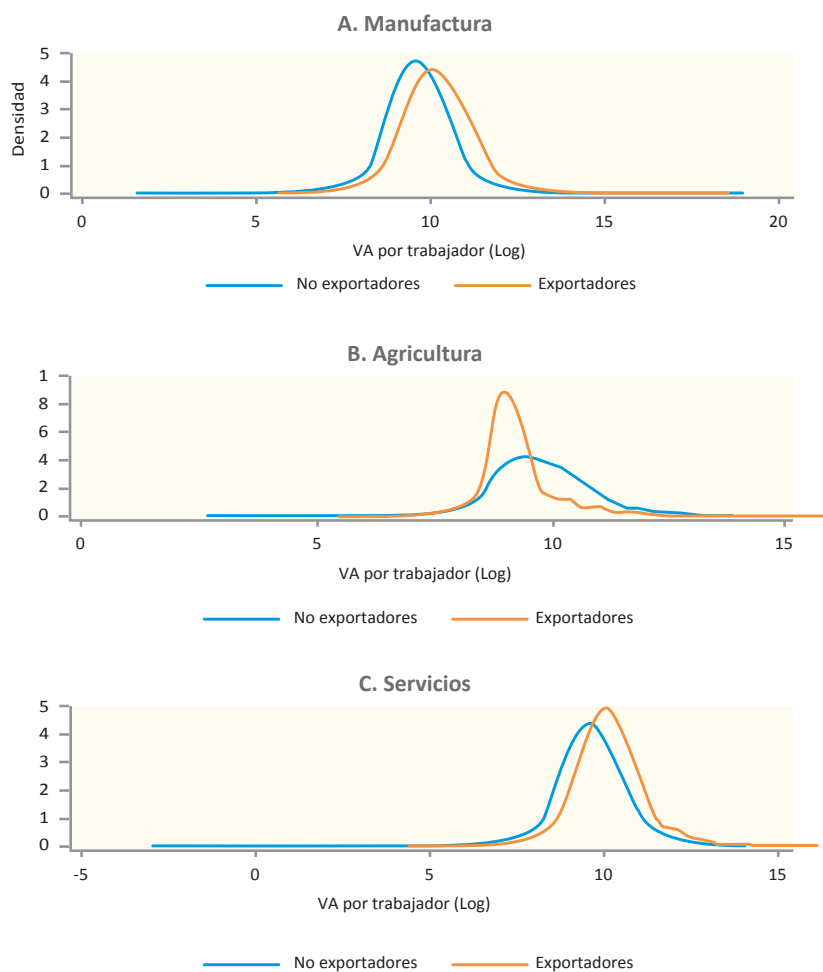 A. Manufactura
Densidad
5
4
3
2
1
0
0 5 10 15 20
VA por trabajador (Log)
No exportadores Exportadores
B. Agricultura
1
8
6
4
2
0
0 5 10 15
VA por trabajador (Log)
No exportadores Exportadores
C. Servicios
5
4
3
2
1
0
-5 0 5 10 15
VA por trabajador (Log)
No exportadores Exportadores